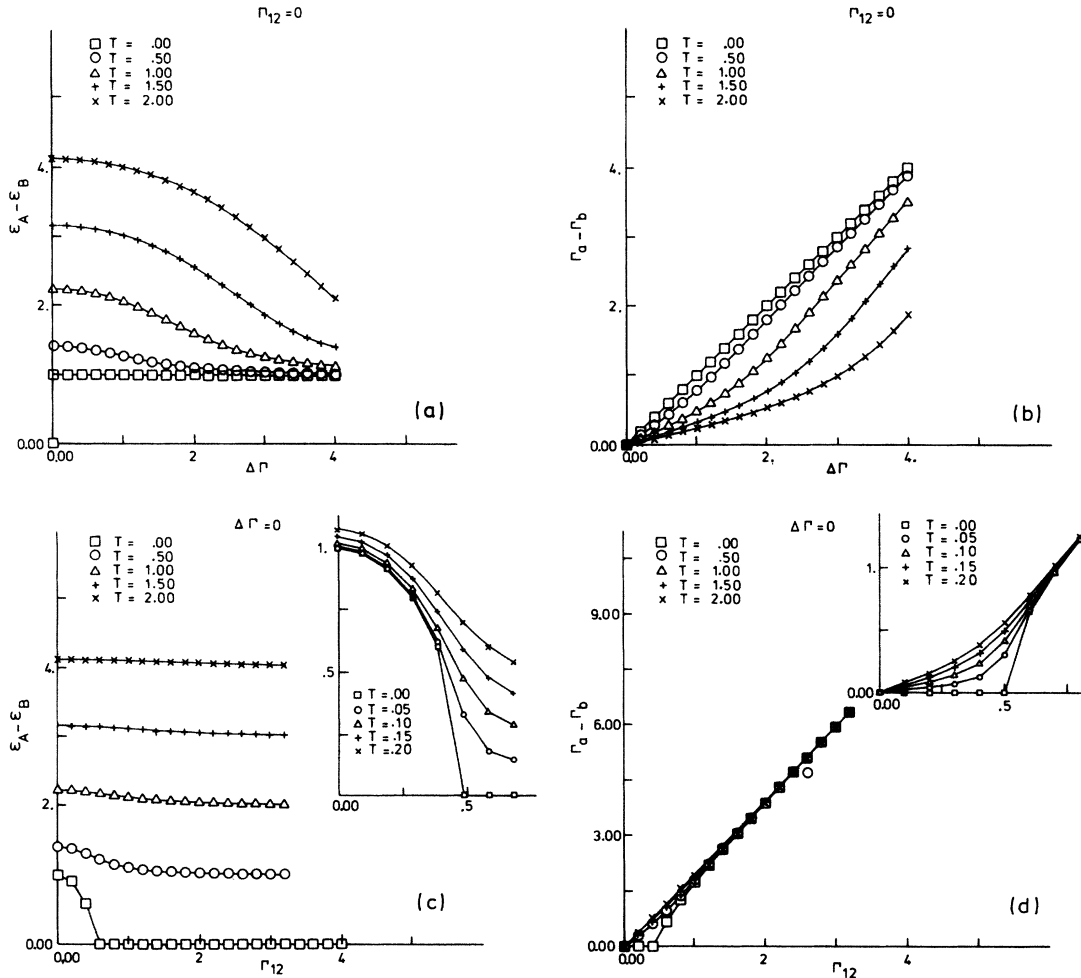 Γ12=0
□ T = .00
○ T = .50
△ T = 1.00
+ T = 1.50
× T = 2.00
4.
2.
0.00
εA-εB
0.00
2
4
ΔΓ
(a)
Γ12=0
□ T = .00
○ T = .50
△ T = 1.00
+ T = 1.50
× T = 2.00
4.
2.
0.00
Γa-Γb
0.00
2.
4.
ΔΓ
(b)
ΔΓ=0
□ T = .00
○ T = .50
△ T = 1.00
+ T = 1.50
× T = 2.00
4.
2.
0.00
εA-εB
0.00
2
4
Γ12
(c)
1.
.5
□ T = .00
○ T = .05
△ T = .10
+ T = .15
× T = .20
0.00
.5
ΔΓ=0
□ T = .00
○ T = .50
△ T = 1.00
+ T = 1.50
× T = 2.00
9.00
6.00
3.00
0.00
Γa-Γb
0.00
2
4
Γ12
(d)
□ T = .00
○ T = .05
△ T = .10
+ T = .15
× T = .20
1.
0.00
.5